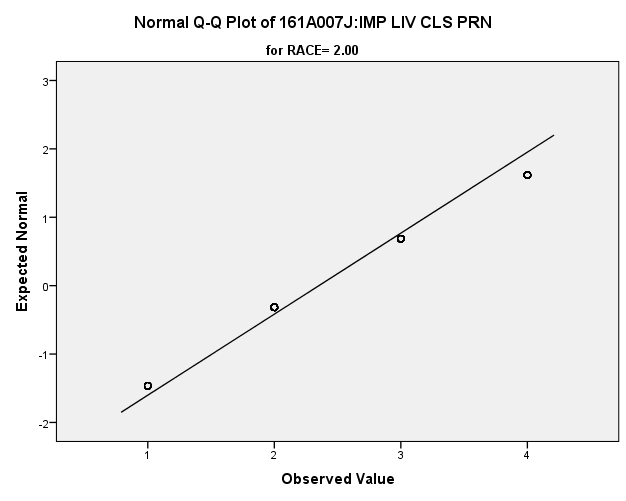 Normal Q-Q Plot of 161A007J:IMP LIV CLS PRN
for RACE= 2.00
Expected Normal
3
2
1
0
-1
-2
1 2 3 4
Observed Value